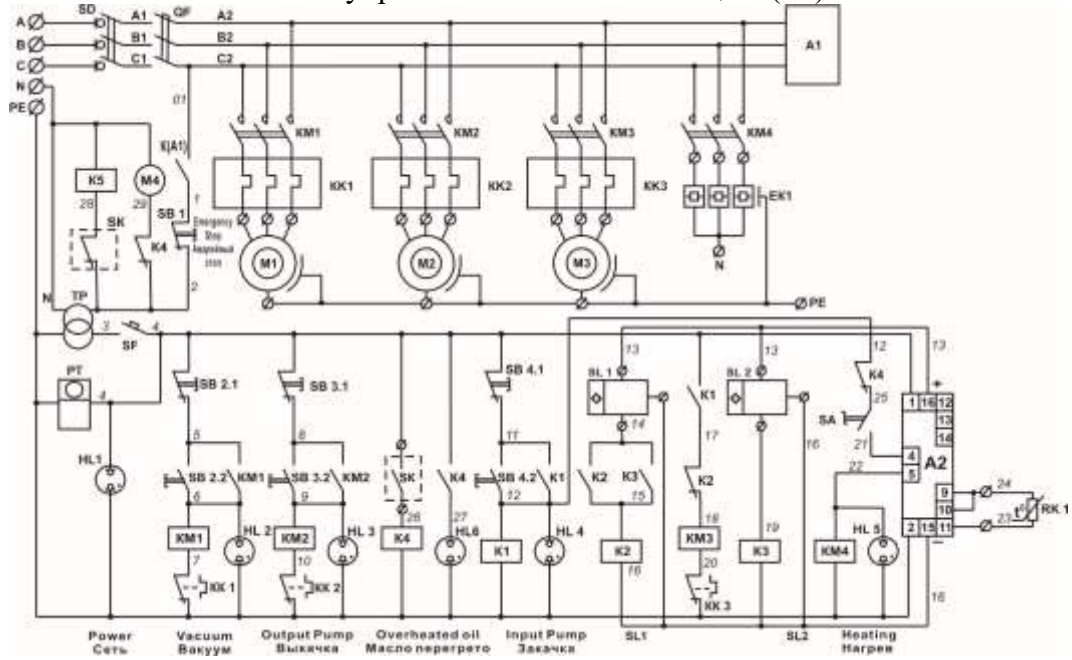 A SD A1 QF A2
B B1 B2 A1
C C1 C2
N
PE
01
K(A1)
KM1 KM2 KM3 KM4
K5 M4 1
KK1 KK2 KK3 EK1
28 SK 29 SB 1 Emergency
Stop
Аварийный
стоп
K4
M1 M2 M3 N
2
N TP PE
3 4
SF
13 13 12 13
PT SB 2.1 SB 3.1 SB 4.1 SL 1 SL 2 K4 +
4 K1 1 16 12
25 13
SA 14
14 17 16 21
5 8 11 4 A2
HL1 22 5
SB 2.2 KM1 SB 3.2 KM2 SK K4 SB 4.2 K1 K2 K3 K2 9 24
6 9 12 15 10 23 t° RK 1
26 27 18 19 2 15 11
HL 2 HL 3 HL6 HL 4 HL 5 –
KM1 KM2 K4 K1 K2 KM3 K3 KM4
7 10 16 20 16
KK 1 KK 2 KK 3
Power Vacuum Output Pump Overheated oil Input Pump SL1 SL2 Heating
Сеть Вакуум Выкачка Масло перегрето Закачка Нагрев